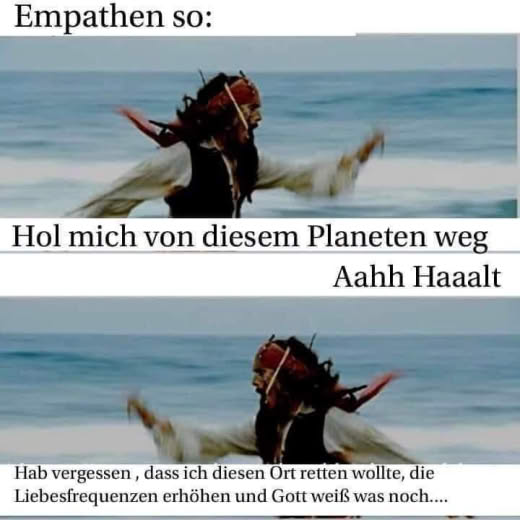 Empathen so:
Hol mich von diesem Planeten weg
Aahh Haaalt
Hab vergessen , dass ich diesen Ort retten wollte, die
Liebesfrequenzen erhöhen und Gott weiß was noch....